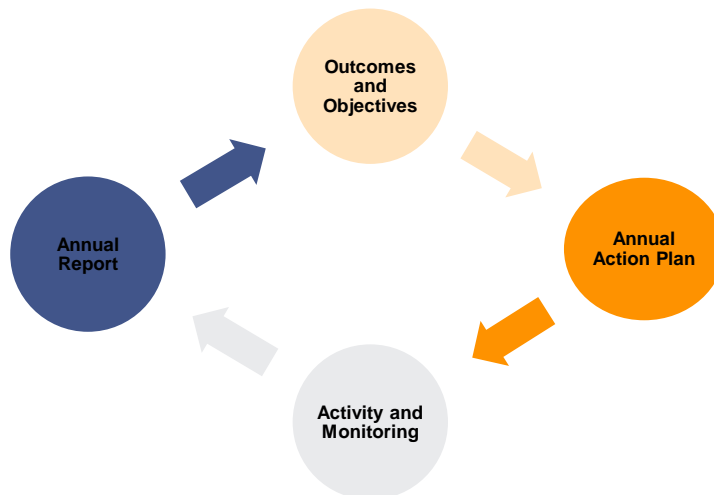 Outcomes
and
Objectives
Annual
Action Plan
Activity and
Monitoring
Annual
Report